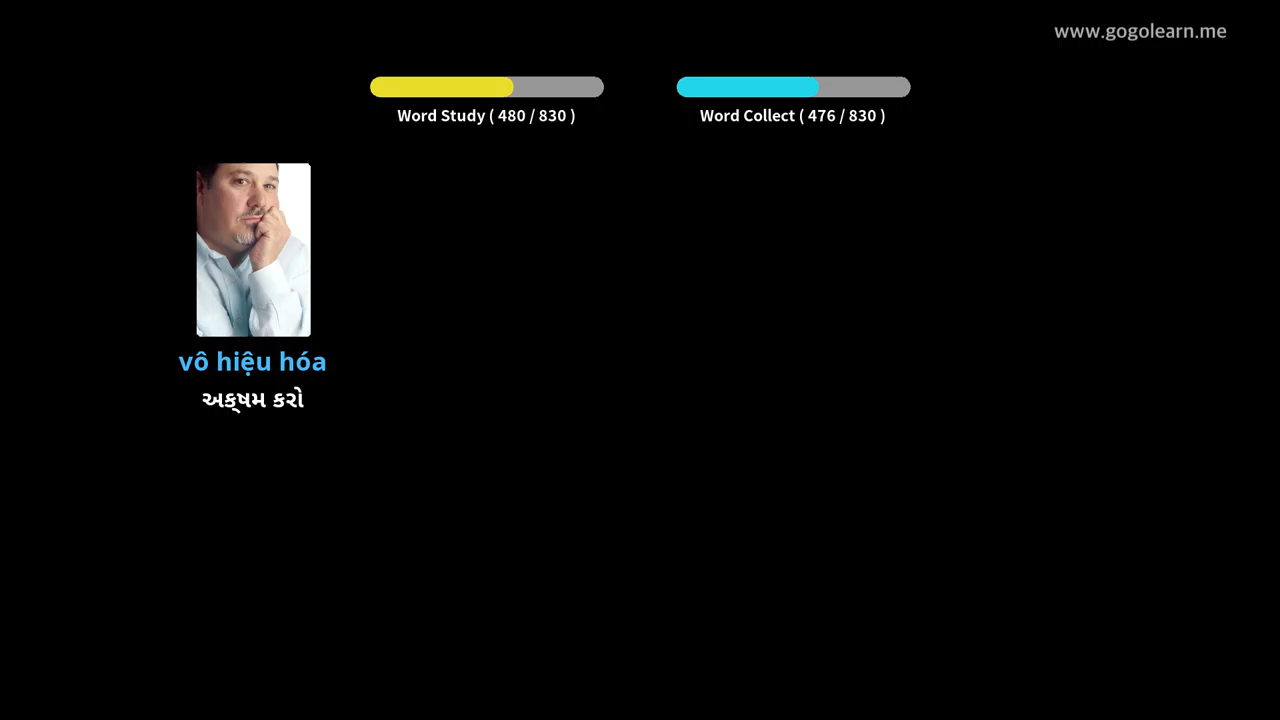 www.gogolearn.me
Word Study ( 480 / 830 )
Word Collect ( 476 / 830 )
vô hiệu hóa
અક્ષમ કરો